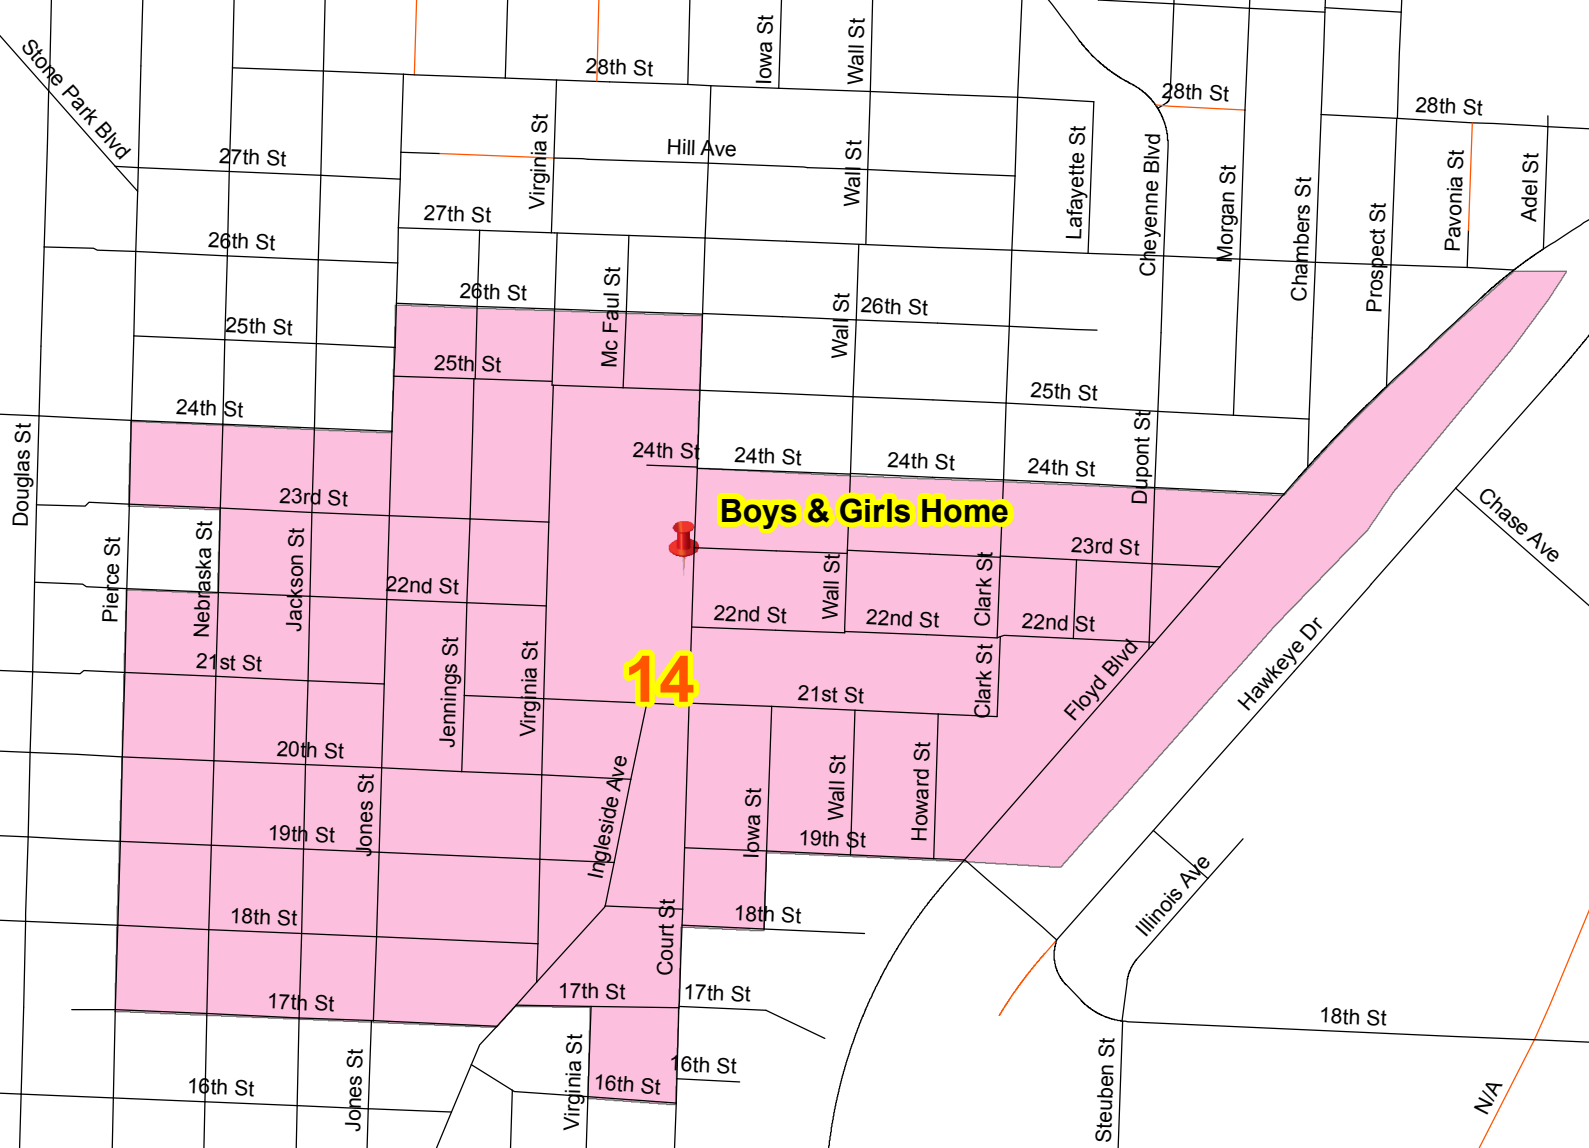 Stone Park Blvd
28th St
Iowa St
Wall St
28th St
28th St
27th St
Virginia St
Hill Ave
Wall St
Lafayette St
Cheyenne Blvd
Morgan St
Chambers St
Prospect St
Pavonia St
Adel St
27th St
26th St
26th St
Mc Faul St
Wall St
26th St
25th St
25th St
25th St
24th St
Douglas St
24th St
24th St
24th St
24th St
Dupont St
23rd St
Boys & Girls Home
Chase Ave
Pierce St
Nebraska St
Jackson St
22nd St
23rd St
Wall St
Clark St
22nd St
22nd St
22nd St
21st St
Jennings St
Virginia St
14
21st St
Clark St
Floyd Blvd
Hawkeye Dr
20th St
Jones St
Ingleside Ave
Iowa St
Wall St
Howard St
19th St
19th St
18th St
Court St
18th St
Illinois Ave
17th St
17th St
17th St
18th St
Jones St
Virginia St
16th St
16th St
16th St
Steuben St
N/A